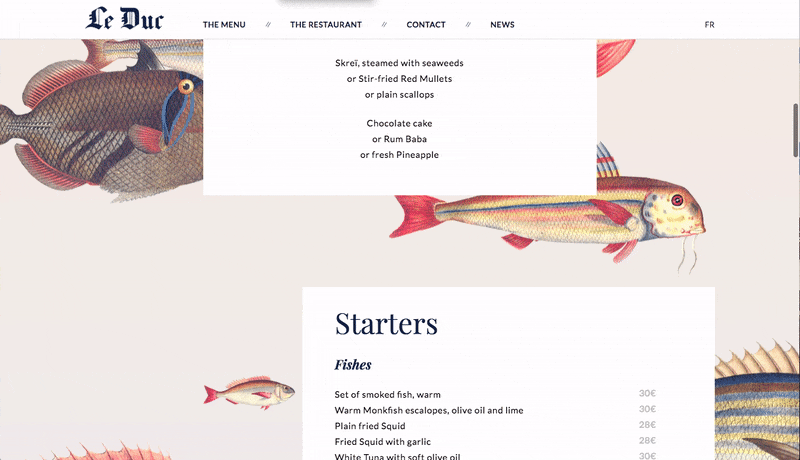 Le Duc
THE MENU // THE RESTAURANT // CONTACT // NEWS
FR
Skreï, steamed with seaweeds
or Stir-fried Red Mullets
or plain scallops
Chocolate cake
or Rum Baba
or fresh Pineapple
Starters
Fishes
Set of smoked fish, warm 30€
Warm Monkfish escalopes, olive oil and lime 30€
Plain fried Squid 28€
Fried Squid with garlic 28€
White Tuna with soft olive oil 30€